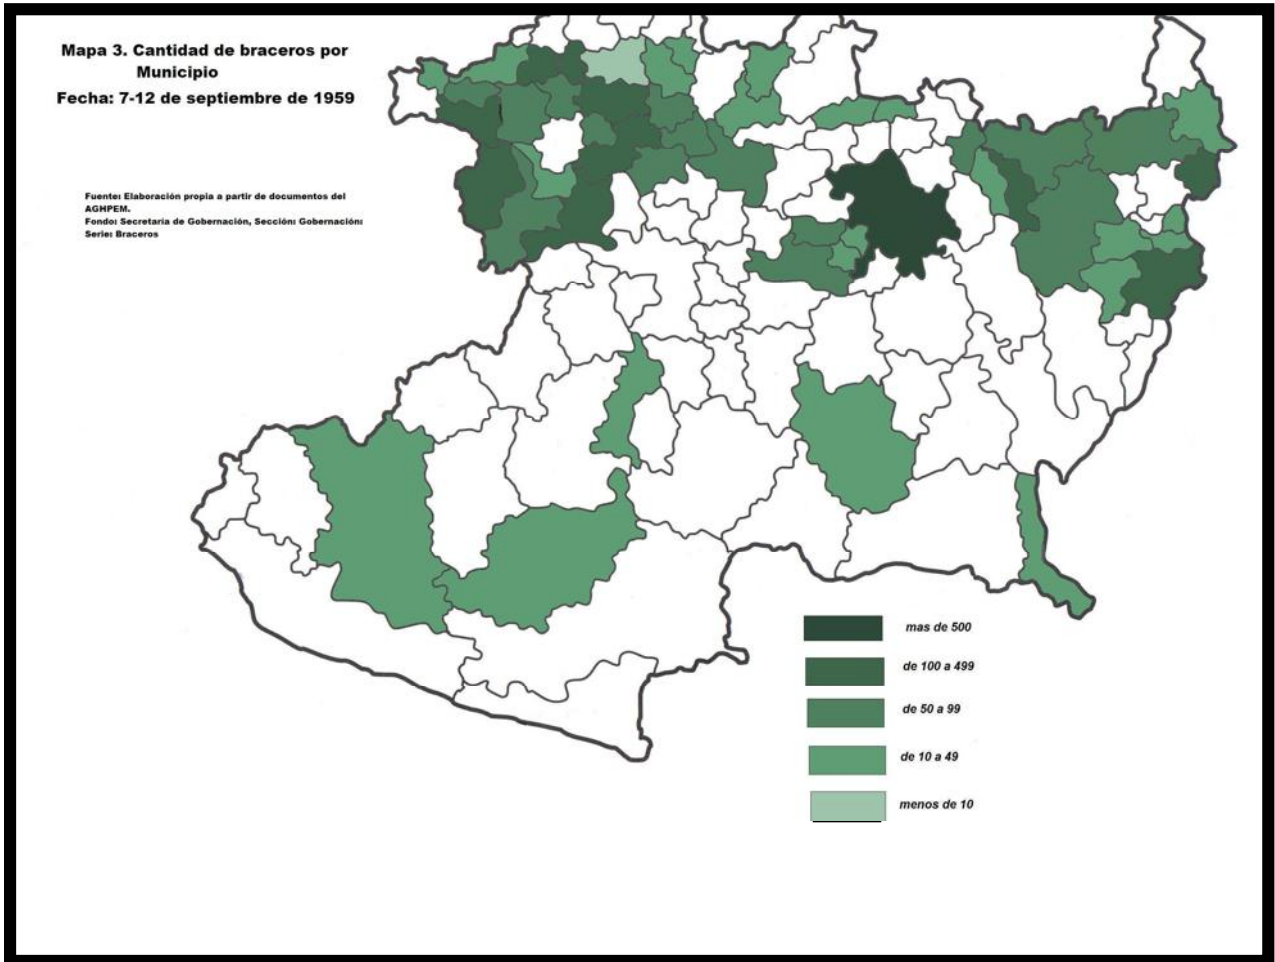 Mapa 3. Cantidad de braceros por
Municipio
Fecha: 7-12 de septiembre de 1959
Fuente: Elaboración propia a partir de documentos del
AGHPEM.
Fondo: Secretaría de Gobernación, Sección: Gobernación:
Serie: Braceros
mas de 500
de 100 a 499
de 50 a 99
de 10 a 49
menos de 10